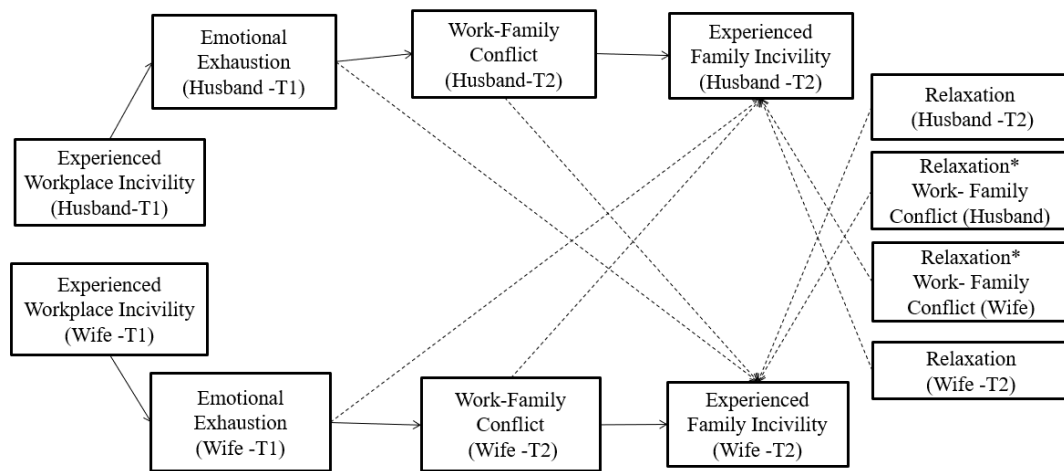 Emotional
Exhaustion
(Husband -T1)
Work-Family
Conflict
(Husband-T2)
Experienced
Family Incivility
(Husband -T2)
Relaxation
(Husband -T2)
Experienced
Workplace Incivility
(Husband-T1)
Relaxation*
Work- Family
Conflict (Husband)
Relaxation*
Work- Family
Conflict (Wife)
Experienced
Workplace Incivility
(Wife -T1)
Relaxation
(Wife -T2)
Emotional
Exhaustion
(Wife -T1)
Work-Family
Conflict
(Wife -T2)
Experienced
Family Incivility
(Wife -T2)